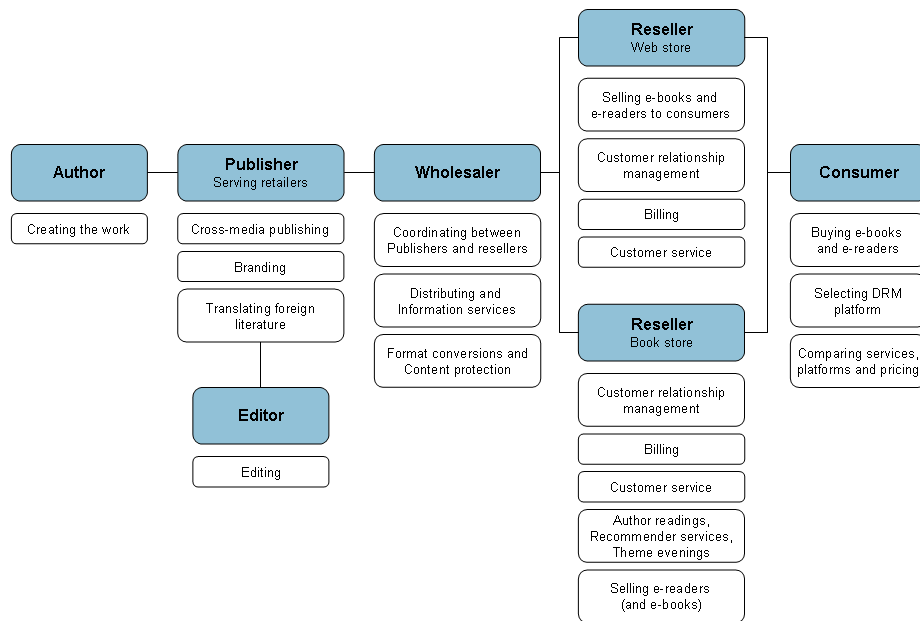 Author
Creating the work
Publisher
Serving retailers
Cross-media publishing
Branding
Translating foreign
literature
Editor
Editing
Wholesaler
Coordinating between
Publishers and resellers
Distributing and
Information services
Format conversions and
Content protection
Reseller
Web store
Selling e-books and
e-readers to consumers
Customer relationship
management
Billing
Customer service
Reseller
Book store
Customer relationship
management
Billing
Customer service
Author readings,
Recommender services,
Theme evenings
Selling e-readers
(and e-books)
Consumer
Buying e-books
and e-readers
Selecting DRM
platform
Comparing services,
platforms and pricing